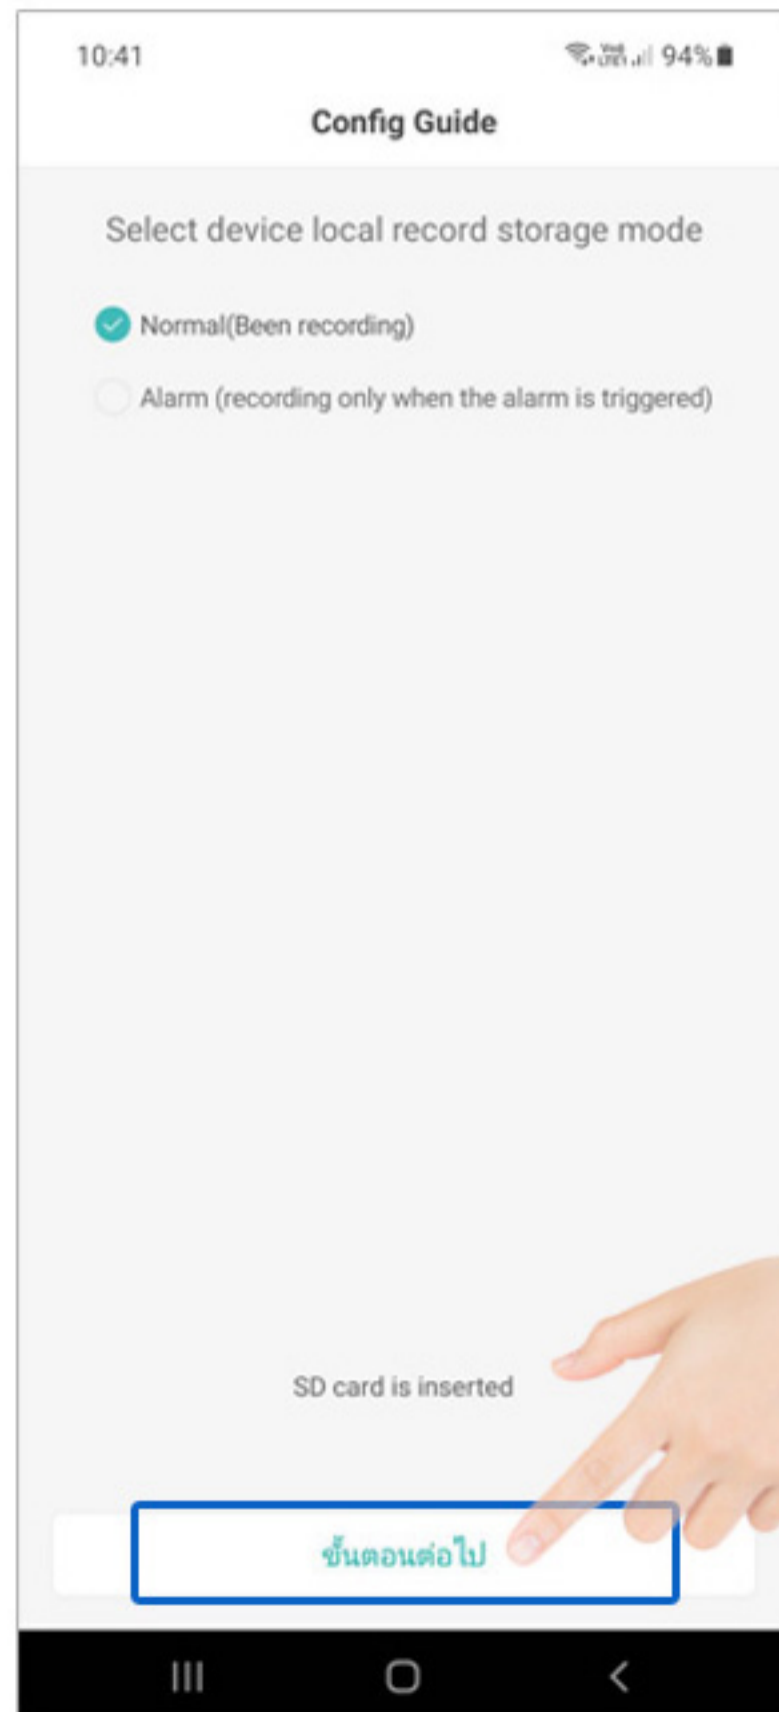 10:41
94%
Config Guide
Select device local record storage mode
Normal(Been recording)
Alarm (recording only when the alarm is triggered)
SD card is inserted
ขั้นตอนต่อไป